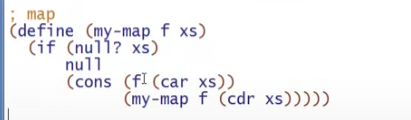 ; map
(define (my-map f xs)
  (if (null? xs)
      null
      (cons (f (car xs))
            (my-map f (cdr xs)))))